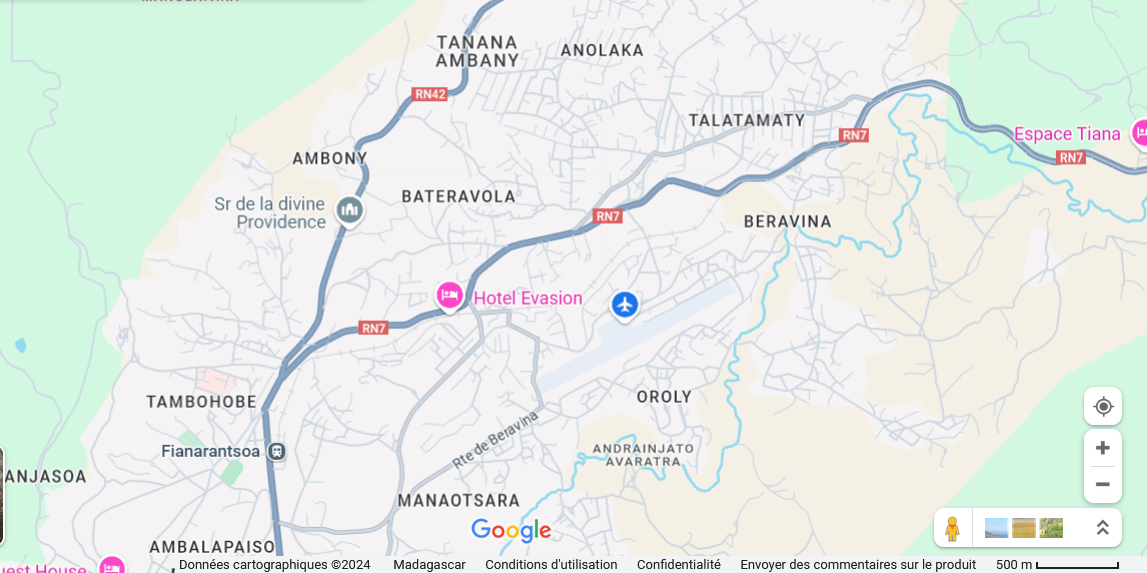 TANANA
AMBANY
ANOLAKA
RN42
TALATAMATY
RN7
Espace Tiana
RN7
AMBONY
BATERAVOLA
Sr de la divine
Providence
RN7
BERAVINA
Hotel Evasion
RN7
TAMBOHOBE
OROLY
Rte de Beravina
Fianarantsoa
ANDRAINJATO
AVARATRA
ANJASOA
MANAOTSARA
Google
AMBALAPAISO
uest House
Données cartographiques ©2024 Madagascar Conditions d'utilisation Confidentialité Envoyer des commentaires sur le produit 500 m